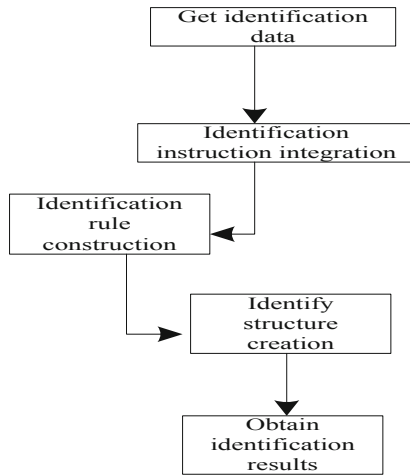 Get identification
data
Identification
instruction integration
Identification
rule
construction
Identify
structure
creation
Obtain
identification
results